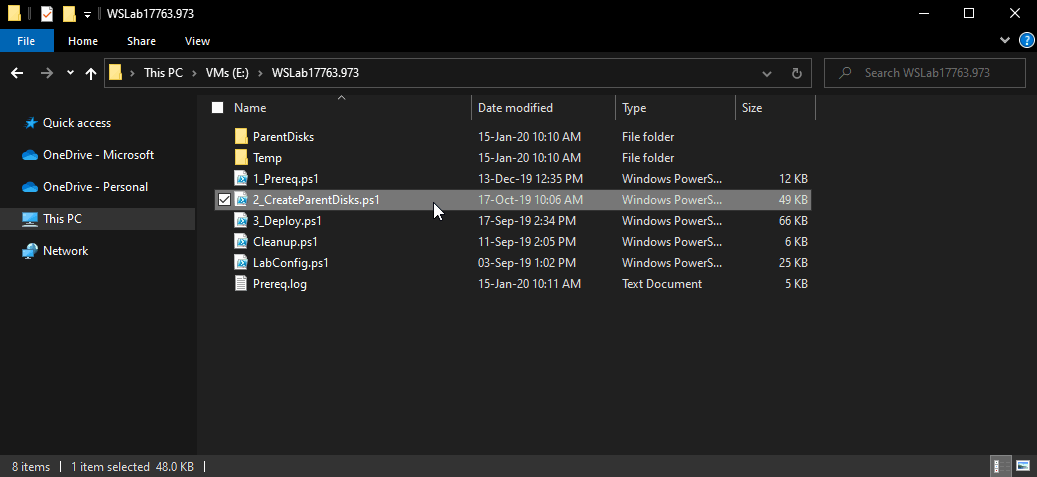 WSLab17763.973
File Home Share View
This PC VMs (E:) WSLab17763.973 Search WSLab17763.973
Name Date modified Type Size
Quick access
OneDrive - Microsoft
OneDrive - Personal
This PC
Network
ParentDisks 15-Jan-20 10:10 AM File folder
Temp 15-Jan-20 10:10 AM File folder
1_Prereq.ps1 13-Dec-19 12:35 PM Windows PowerS... 12 KB
2_CreateParentDisks.ps1 17-Oct-19 10:06 AM Windows PowerS... 49 KB
3_Deploy.ps1 17-Sep-19 2:34 PM Windows PowerS... 66 KB
Cleanup.ps1 11-Sep-19 2:05 PM Windows PowerS... 6 KB
LabConfig.ps1 03-Sep-19 1:02 PM Windows PowerS... 25 KB
Prereq.log 15-Jan-20 10:11 AM Text Document 5 KB
8 items 1 item selected 48.0 KB